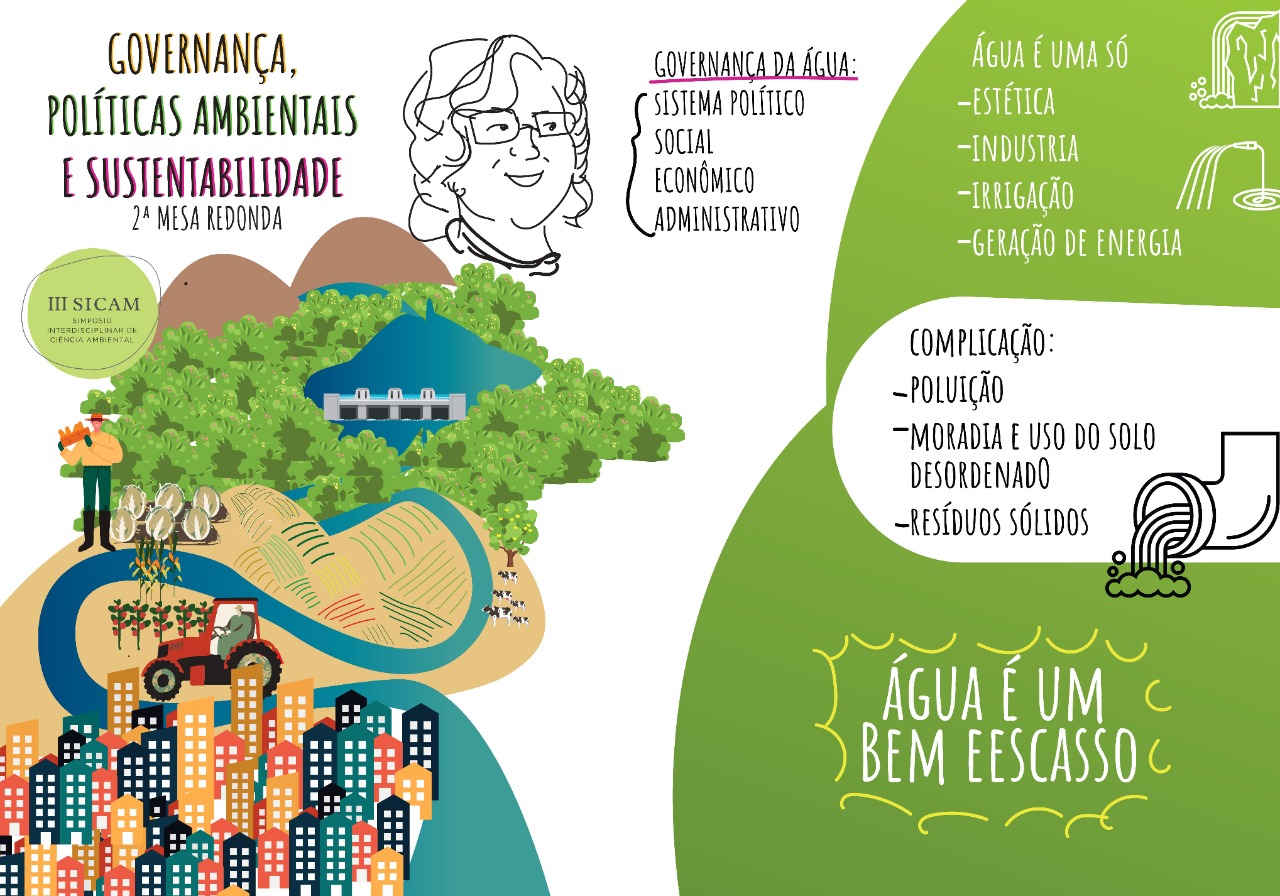 GOVERNANÇA,
POLÍTICAS AMBIENTAIS
E SUSTENTABILIDADE
2ª MESA REDONDA
III SICAM
SIMPÓSIO
INTERDISCIPLINAR DE
CIÊNCIA AMBIENTAL
GOVERNANÇA DA ÁGUA:
SISTEMA POLÍTICO
SOCIAL
ECONÔMICO
ADMINISTRATIVO
ÁGUA É UMA SÓ
-ESTÉTICA
-INDUSTRIA
-IRRIGAÇÃO
-GERAÇÃO DE ENERGIA
COMPLICAÇÃO:
-POLUIÇÃO
-MORADIA E USO DO SOLO
DESORDENADO
-RESÍDUOS SÓLIDOS
ÁGUA É UM
BEM EESCASSO